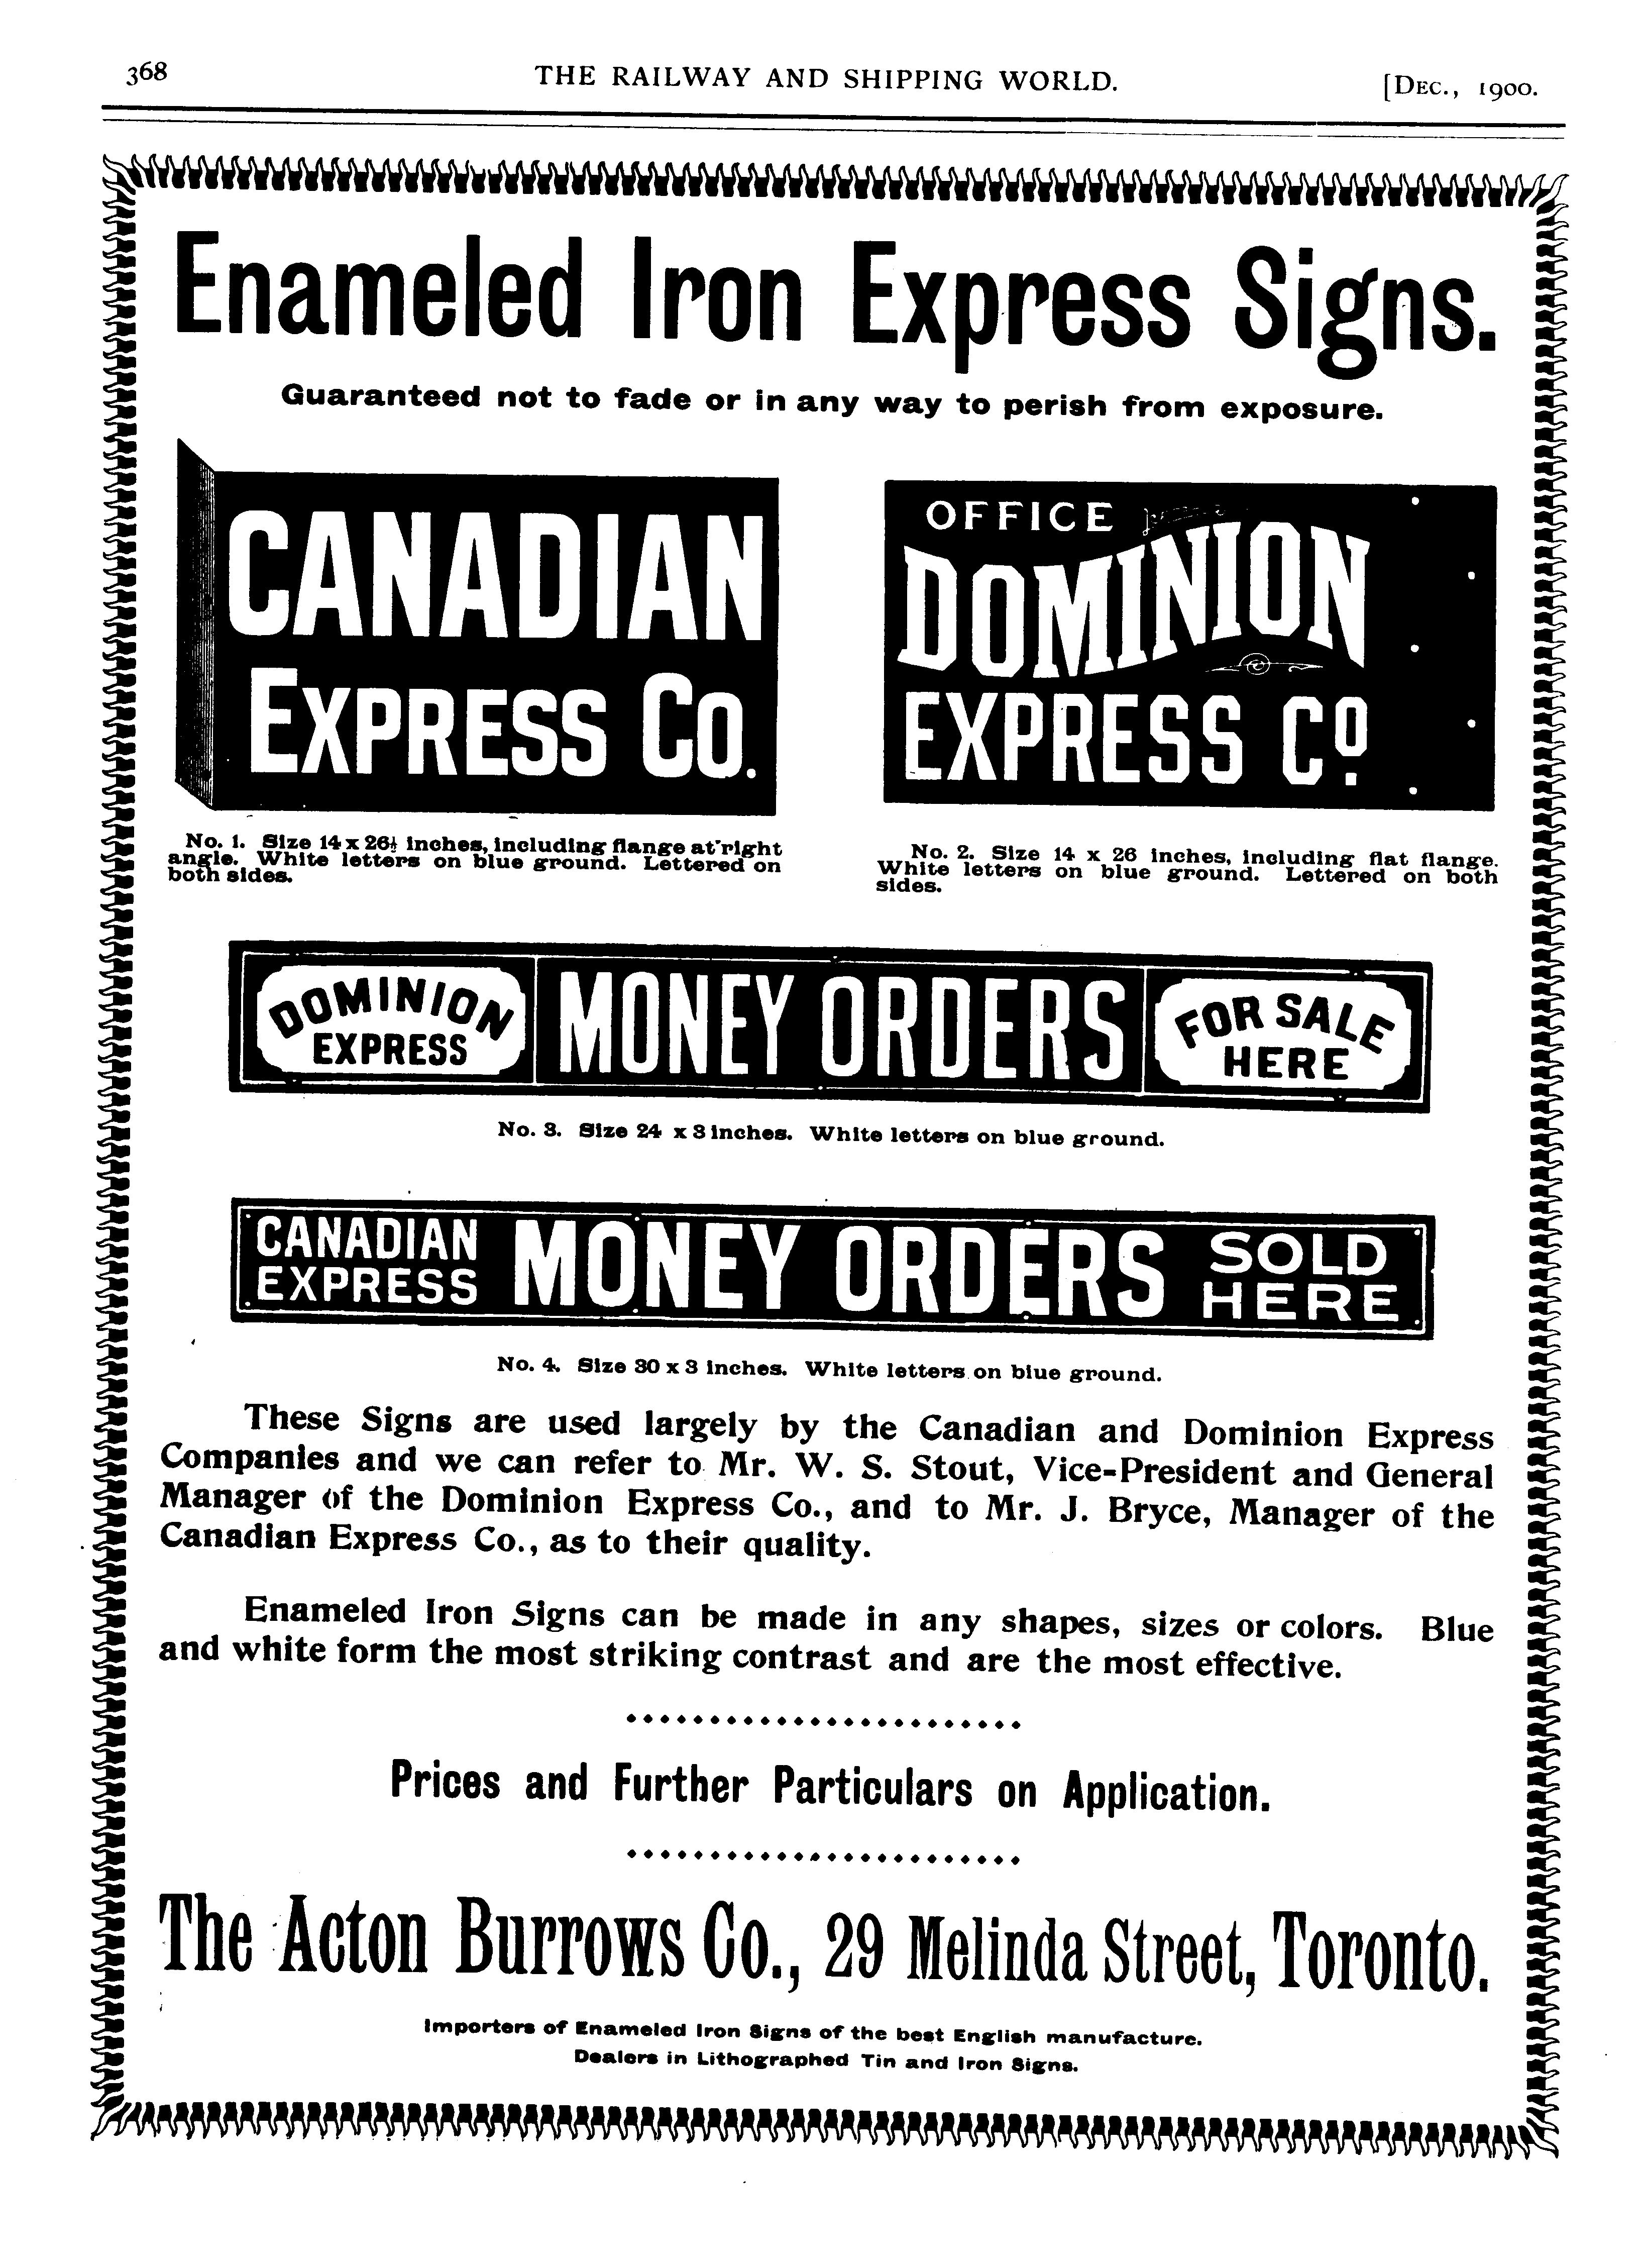 368
THE RAILWAY AND SHIPPING WORLD.
[DEC., 1900.
Enameled Iron Express Signs.
Guaranteed not to fade or in any way to perish from exposure.
CANADIAN
EXPRESS CO.
No. 1. Size 14 x 26½ inches, including flange at right
angle. White letters on blue ground. Lettered on
both sides.
OFFICE
DOMINION
EXPRESS CO.
No. 2. Size 14 x 26 inches, including flat flange.
White letters on blue ground. Lettered on both
sides.
DOMINION
EXPRESS
MONEY ORDERS
FOR SALE
HERE
No. 3. Size 24 x 3 inches. White letters on blue ground.
CANADIAN
EXPRESS
MONEY ORDERS
SOLD
HERE
No. 4. Size 30 x 3 inches. White letters on blue ground.
These Signs are used largely by the Canadian and Dominion Express
Companies and we can refer to Mr. W. S. Stout, Vice-President and General
Manager of the Dominion Express Co., and to Mr. J. Bryce, Manager of the
Canadian Express Co., as to their quality.
Enameled Iron Signs can be made in any shapes, sizes or colors. Blue
and white form the most striking contrast and are the most effective.
Prices and Further Particulars on Application.
The Acton Burrows Co., 29 Melinda Street, Toronto.
Importers of Enameled Iron Signs of the best English manufacture.
Dealers in Lithographed Tin and Iron Signs.